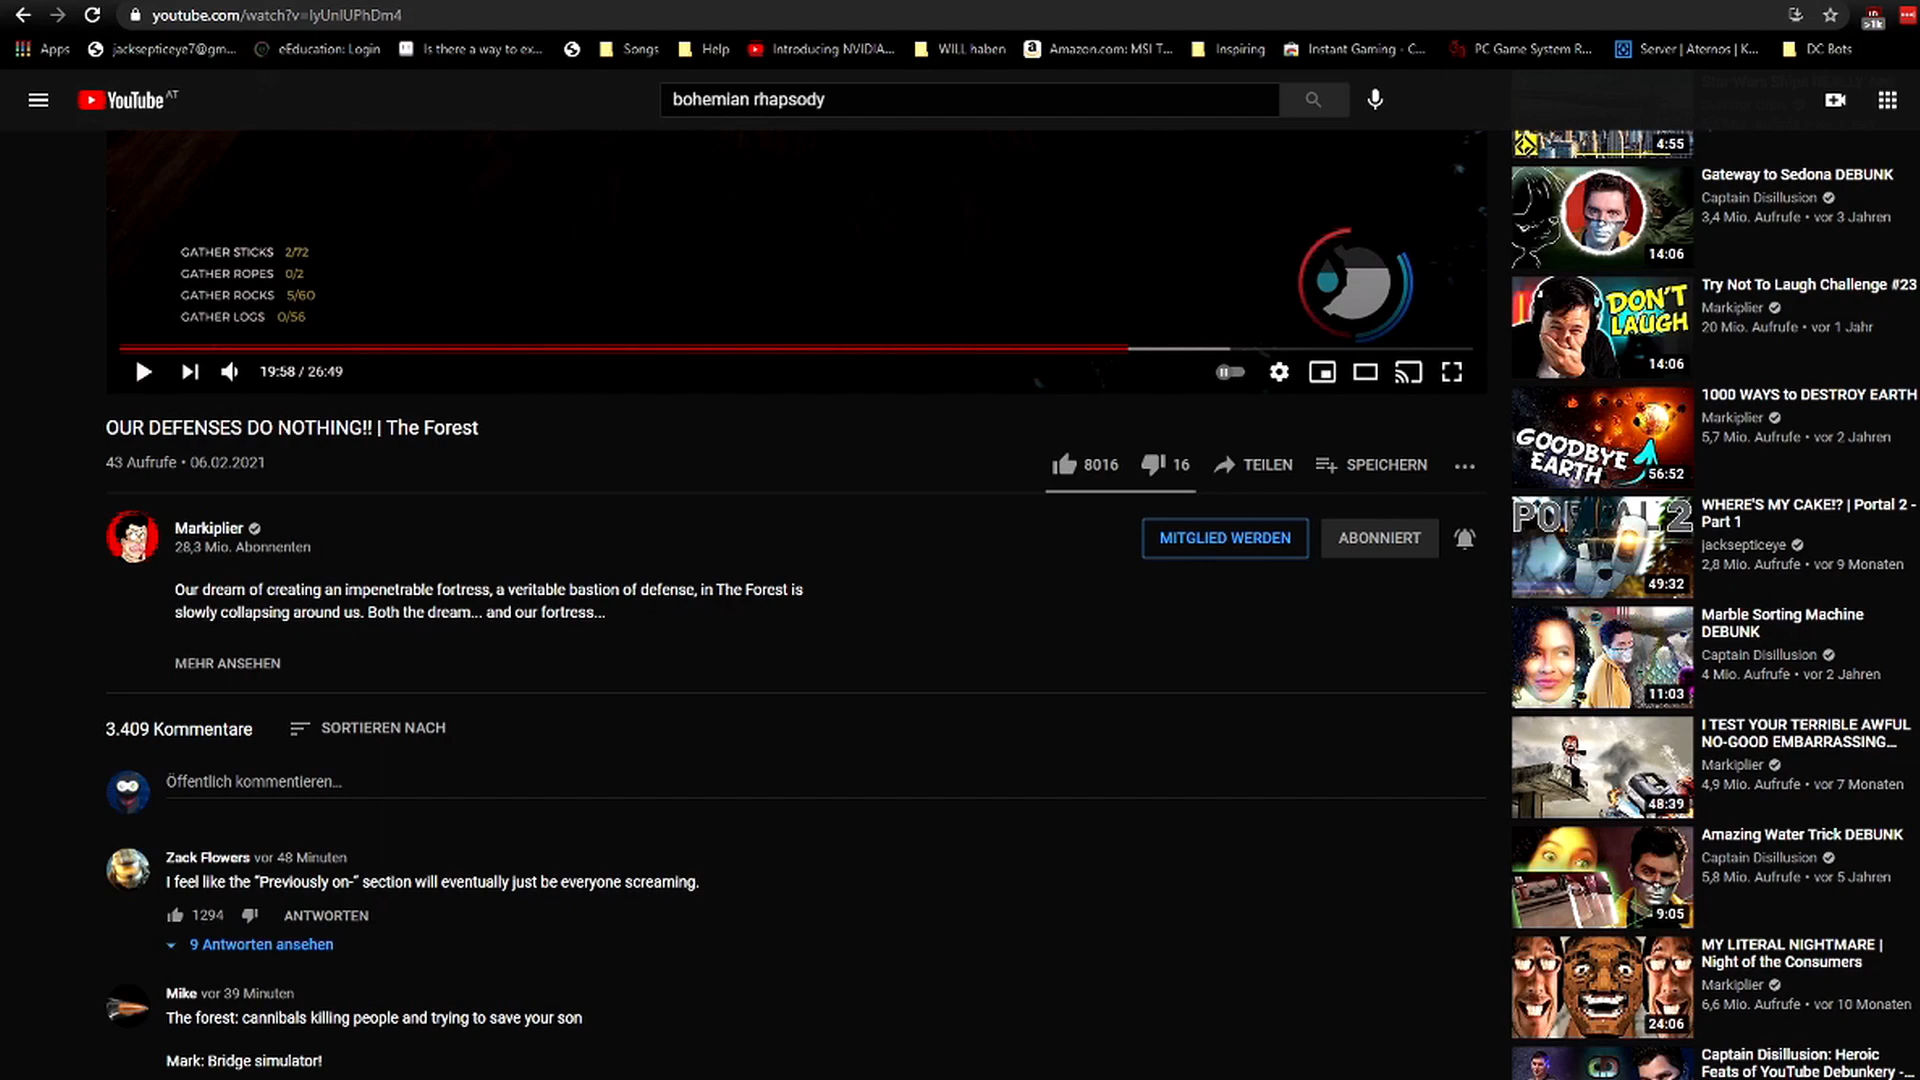 youtube.com/watch?v=IyUnIUPhDm4
Apps
jacksepticeye7@gm...
eEducation: Login
Is there a way to ex...
Songs
Help
Introducing NVIDIA...
WILL haben
Amazon.com: MSI T...
Inspiring
Instant Gaming - C...
PC Game System R...
Server | Aternos | K...
DC Bots
YouTube AT
bohemian rhapsody
GATHER STICKS 2/72
GATHER ROPES 0/2
GATHER ROCKS 5/60
GATHER LOGS 0/56
19:58 / 26:49
OUR DEFENSES DO NOTHING!! | The Forest
43 Aufrufe • 06.02.2021
8016
16
TEILEN
SPEICHERN
Markiplier
28,3 Mio. Abonnenten
MITGLIED WERDEN
ABONNIERT
Our dream of creating an impenetrable fortress, a veritable bastion of defense, in The Forest is
slowly collapsing around us. Both the dream... and our fortress...
MEHR ANSEHEN
3.409 Kommentare
SORTIEREN NACH
Öffentlich kommentieren...
Zack Flowers vor 48 Minuten
I feel like the “Previously on-” section will eventually just be everyone screaming.
1294
ANTWORTEN
9 Antworten ansehen
Mike vor 39 Minuten
The forest: cannibals killing people and trying to save your son
Mark: Bridge simulator!
4:55
Gateway to Sedona DEBUNK
Captain Disillusion
3,4 Mio. Aufrufe • vor 3 Jahren
14:06
DON'T
LAUGH
14:06
Try Not To Laugh Challenge #23
Markiplier
20 Mio. Aufrufe • vor 1 Jahr
GOODBYE
EARTH
56:52
1000 WAYS to DESTROY EARTH
Markiplier
5,7 Mio. Aufrufe • vor 2 Jahren
PORTAL 2
49:32
WHERE'S MY CAKE!? | Portal 2 -
Part 1
jacksepticeye
2,8 Mio. Aufrufe • vor 9 Monaten
11:03
Marble Sorting Machine
DEBUNK
Captain Disillusion
4 Mio. Aufrufe • vor 2 Jahren
48:39
I TEST YOUR TERRIBLE AWFUL
NO-GOOD EMBARRASSING...
Markiplier
4,9 Mio. Aufrufe • vor 7 Monaten
9:05
Amazing Water Trick DEBUNK
Captain Disillusion
5,8 Mio. Aufrufe • vor 5 Jahren
24:06
MY LITERAL NIGHTMARE |
Night of the Consumers
Markiplier
6,6 Mio. Aufrufe • vor 10 Monaten
Captain Disillusion: Heroic
Feats of YouTube Debunkery -...